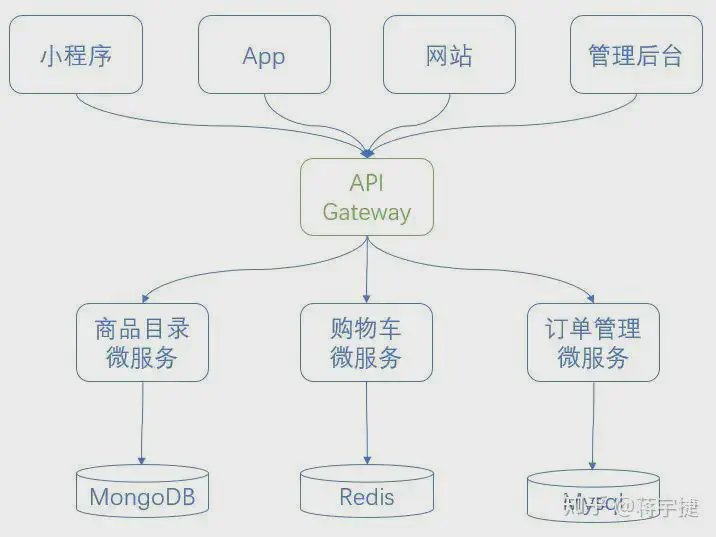 小程序
App
网站
管理后台
API
Gateway
商品目录
微服务
购物车
微服务
订单管理
微服务
MongoDB
Redis
Mysql
知乎 @蒋宇捷